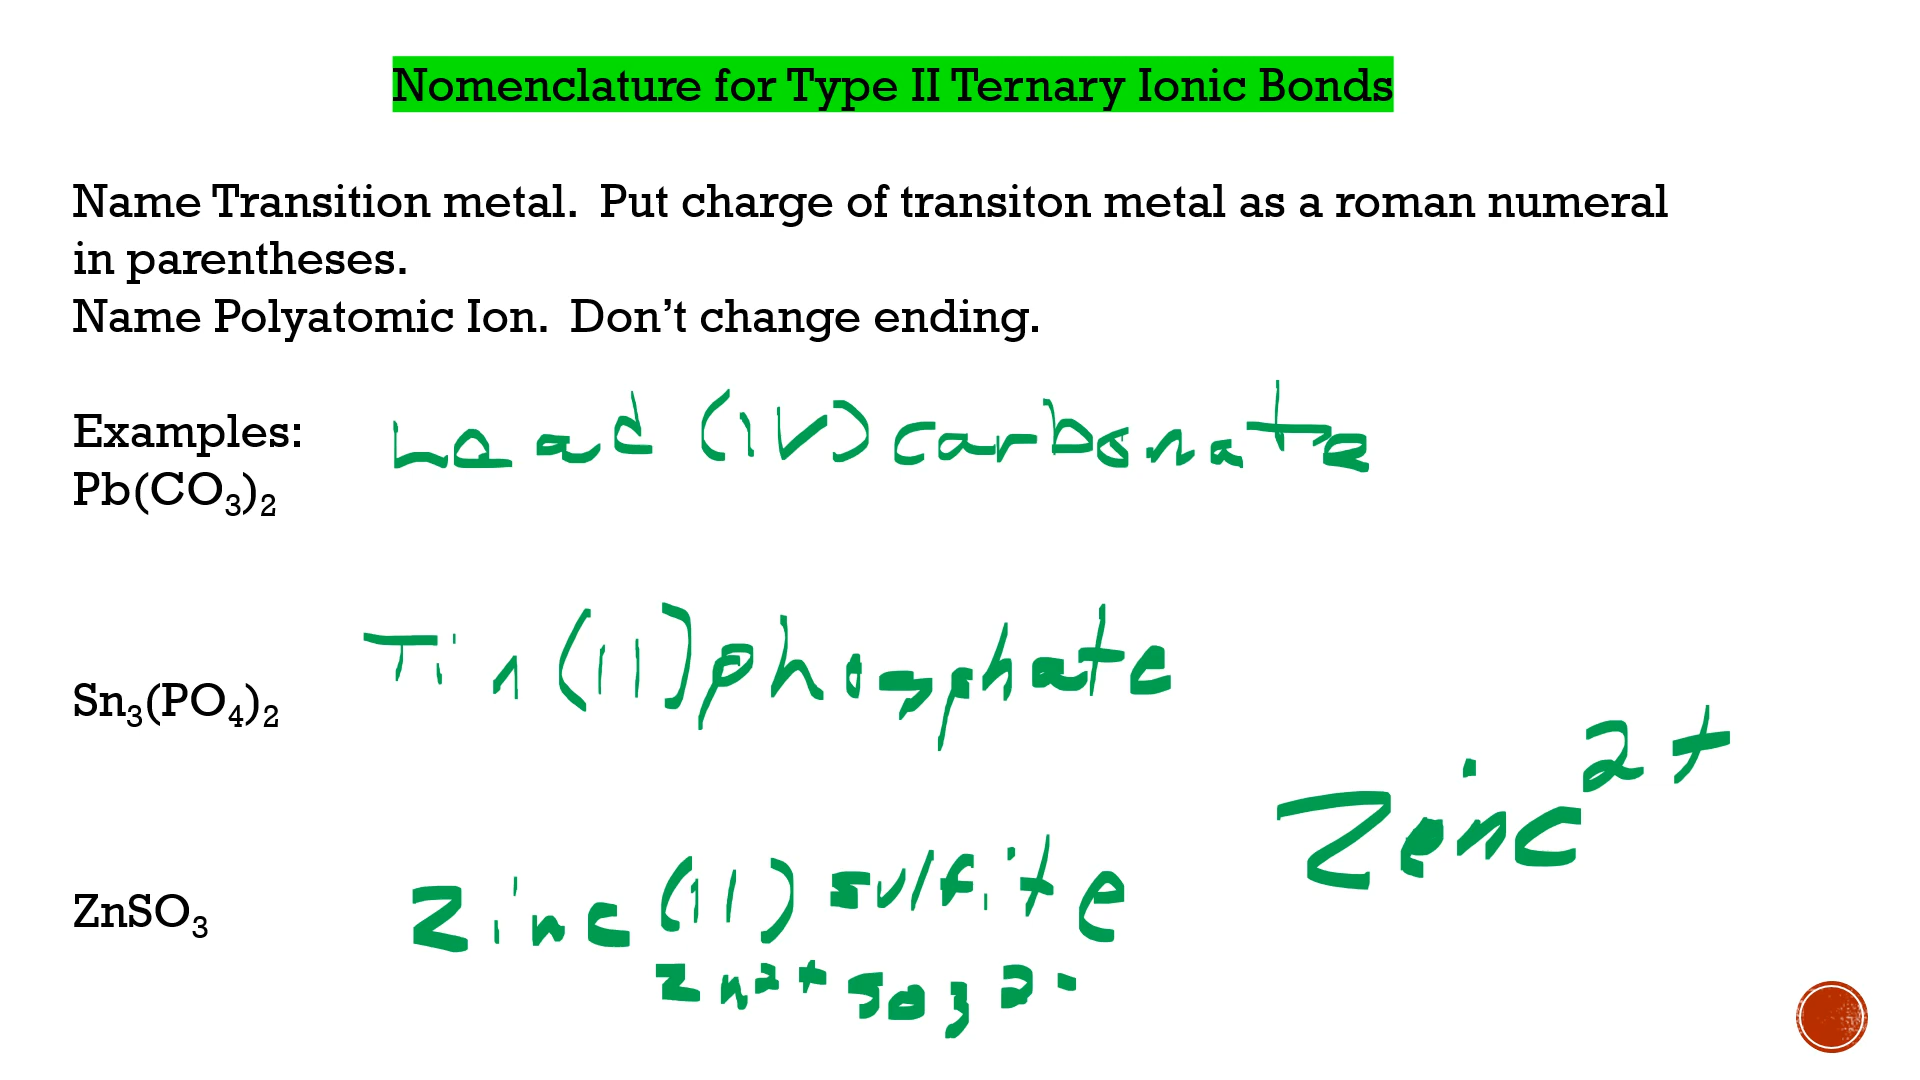 Nomenclature for Type II Ternary Ionic Bonds
Name Transition metal. Put charge of transiton metal as a roman numeral
in parentheses.
Name Polyatomic Ion. Don't change ending.
Examples:
Lead (IV) carbonate
Pb(CO₃)₂
Tin (II) phosphate
Sn₃(PO₄)₂
Zinc²⁺
Zinc (II) sulfite
ZnSO₃
Zn²⁺ SO₃²⁻